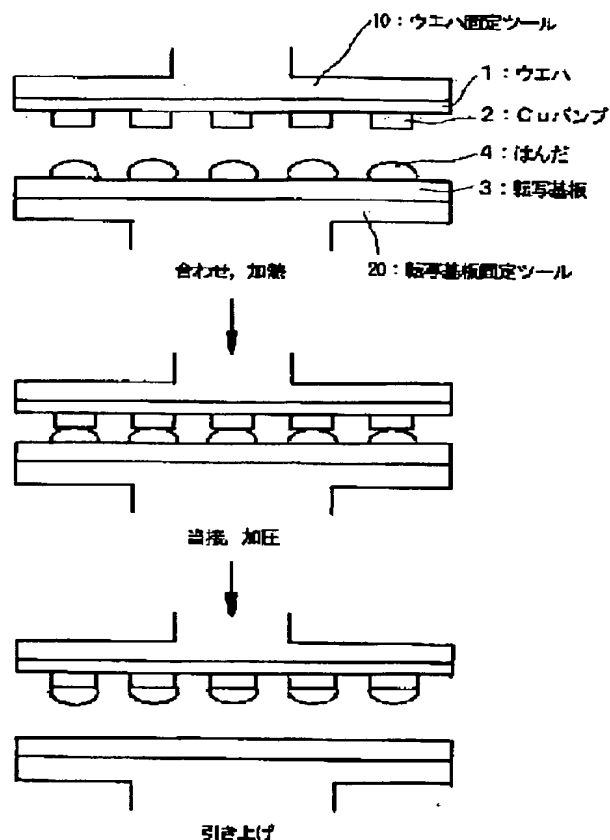 10：ウエハ固定ツール
1：ウエハ
2：Cuバンプ
4：はんだ
3：転写基板
20：転写基板固定ツール
合わせ，加熱
当接，加圧
引き上げ